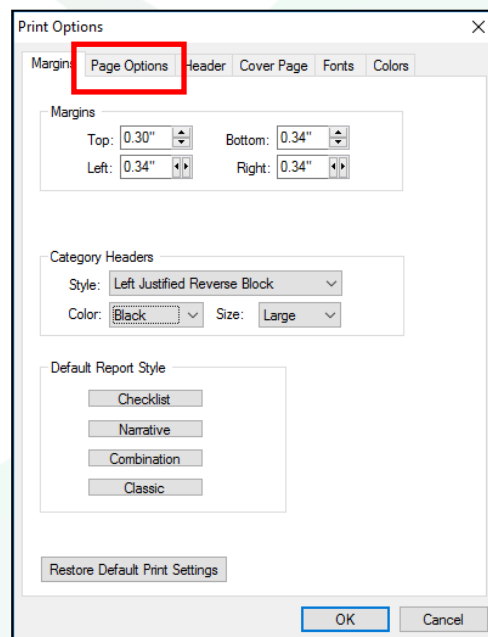 Print Options
Margins Page Options Header Cover Page Fonts Colors
Margins
Top: 0.30" Bottom: 0.34"
Left: 0.34" Right: 0.34"
Category Headers
Style: Left Justified Reverse Block
Color: Black Size: Large
Default Report Style
Checklist
Narrative
Combination
Classic
Restore Default Print Settings
OK Cancel